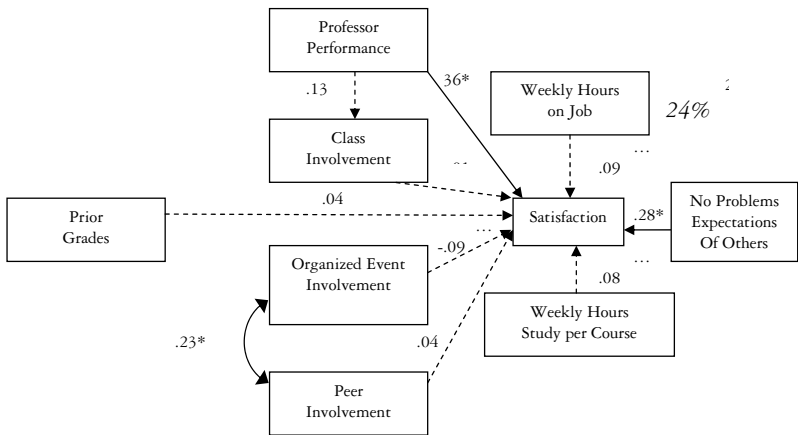 Professor
Performance
.13
36*
Weekly Hours
on Job
24%
Class
Involvement
...
.09
.04
Prior
Grades
Satisfaction
.28*
No Problems
Expectations
Of Others
...
-.09
Organized Event
Involvement
...
.08
Weekly Hours
Study per Course
.23*
.04
Peer
Involvement